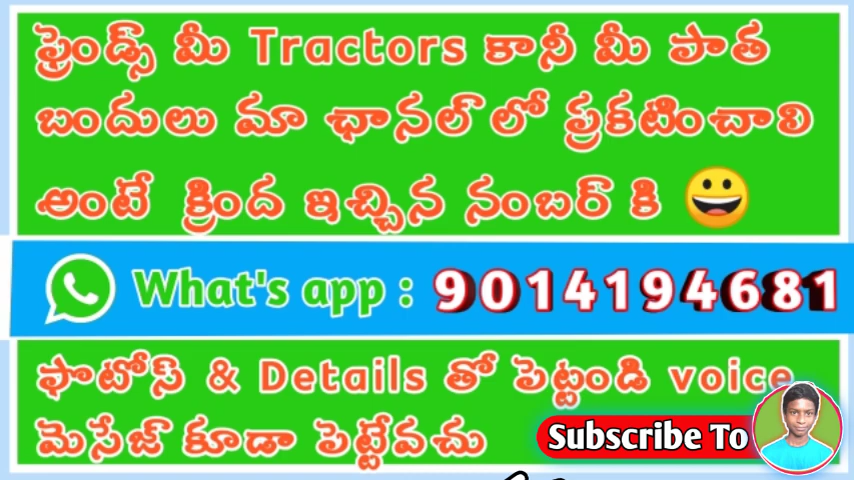 ఫ్రెండ్స్ మీ Tractors కానీ మీ పాత
బందులు మా ఛానల్ లో ప్రకటించాలి
అంటే క్రింద ఇచ్చిన నంబర్ కి 😀
What's app : 9014194681
ఫొటోస్ & Details తో పెట్టండి voice
మెసేజ్ కూడా పెట్టేవచు
Subscribe To